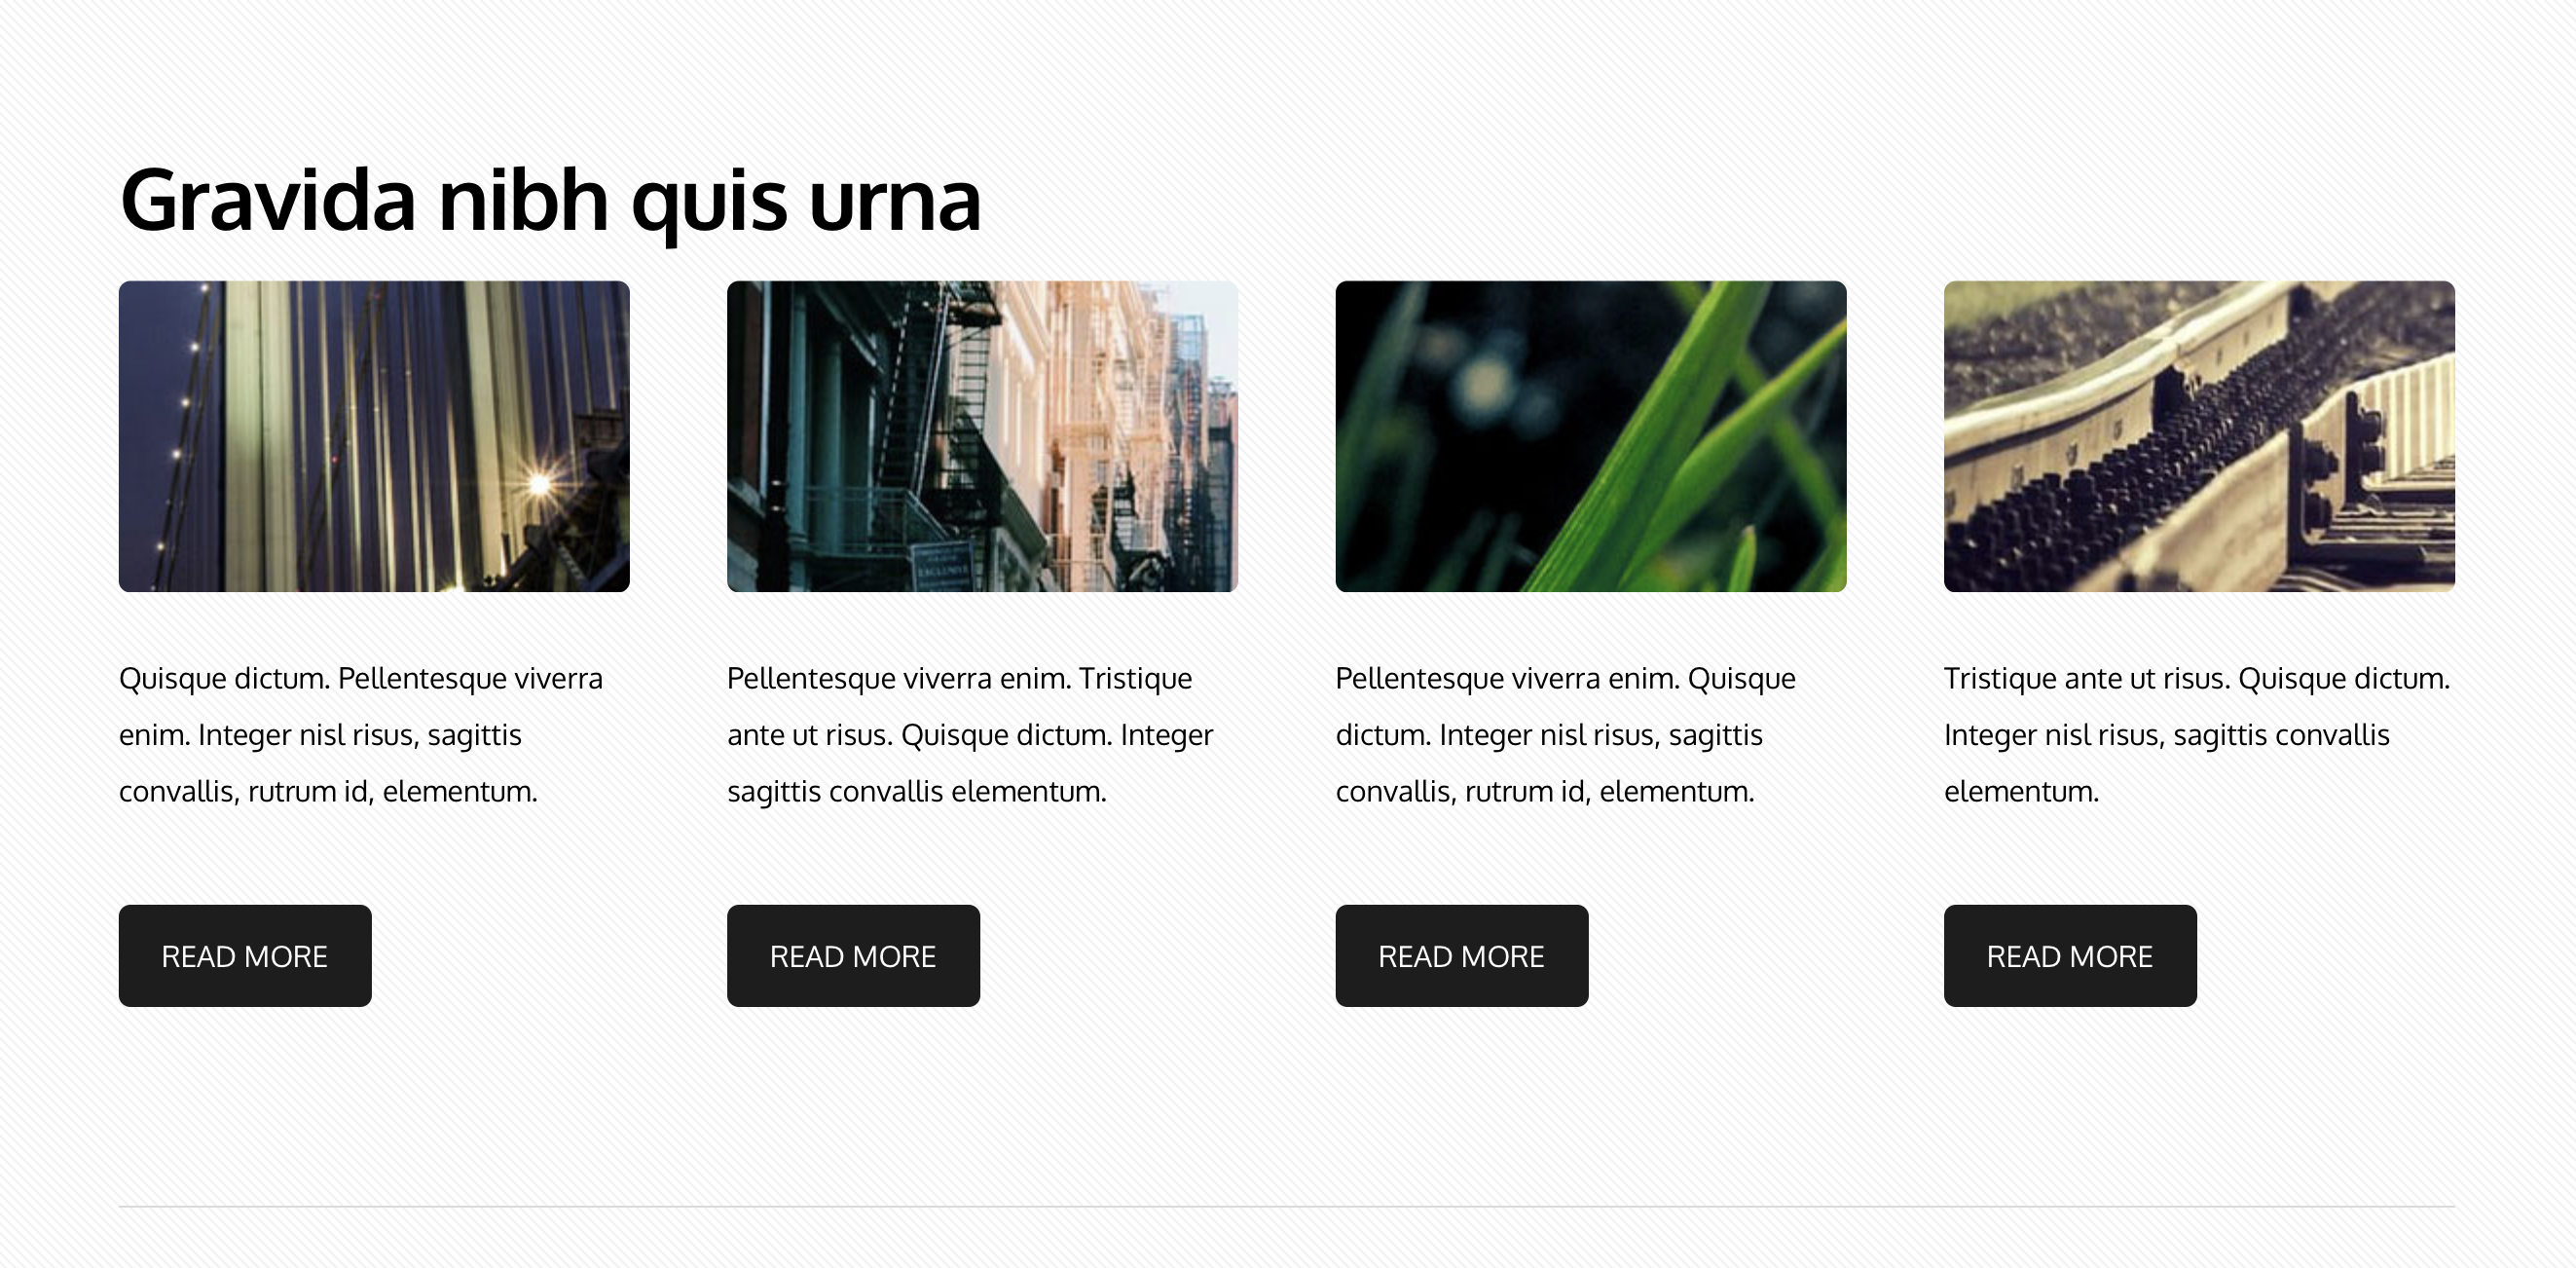 Gravida nibh quis urna
EXCLUSIVE
Quisque dictum. Pellentesque viverra
enim. Integer nisl risus, sagittis
convallis, rutrum id, elementum.
READ MORE
Pellentesque viverra enim. Tristique
ante ut risus. Quisque dictum. Integer
sagittis convallis elementum.
READ MORE
Pellentesque viverra enim. Quisque
dictum. Integer nisl risus, sagittis
convallis, rutrum id, elementum.
READ MORE
Tristique ante ut risus. Quisque dictum.
Integer nisl risus, sagittis convallis
elementum.
READ MORE